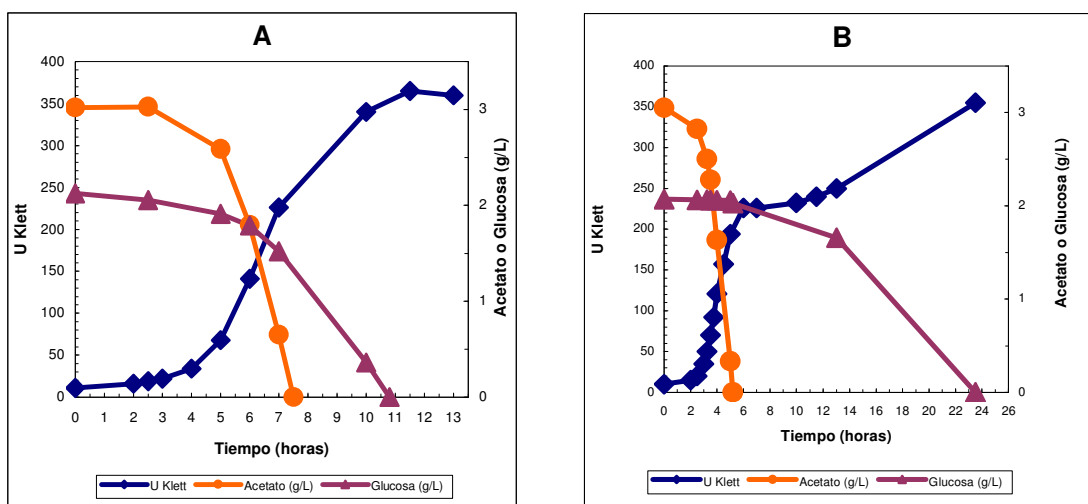 A
U Klett
400
350
300
250
200
150
100
50
0
0 1 2 3 4 5 6 7 8 9 10 11 12 13
3
2
1
0
Acetato o Glucosa (g/L)
Tiempo (horas)
U Klett Acetato (g/L) Glucosa (g/L)
B
U Klett
400
350
300
250
200
150
100
50
0
0 2 4 6 8 10 12 14 16 18 20 22 24 26
3
2
1
0
Acetato o Glucosa (g/L)
Tiempo (horas)
U Klett Acetato (g/L) Glucosa (g/L)